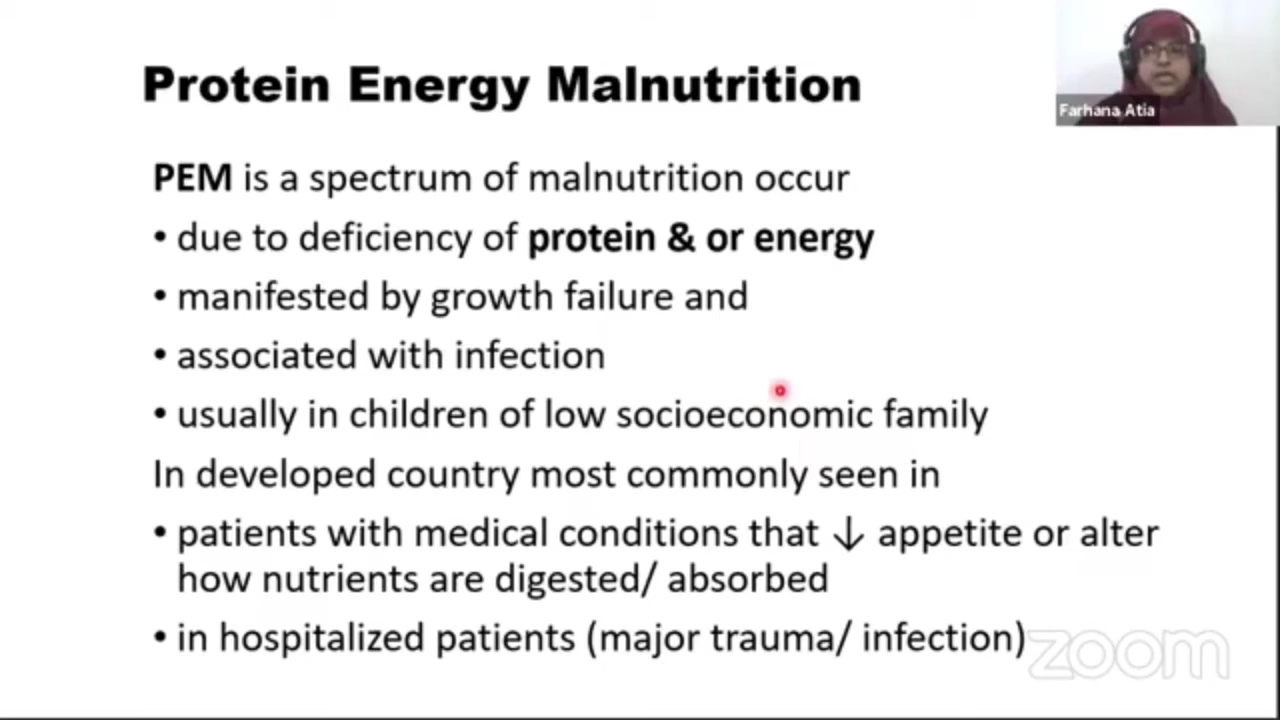 Protein Energy Malnutrition
Farhana Atia
PEM is a spectrum of malnutrition occur
• due to deficiency of protein & or energy
• manifested by growth failure and
• associated with infection
• usually in children of low socioeconomic family
In developed country most commonly seen in
• patients with medical conditions that ↓ appetite or alter
how nutrients are digested/ absorbed
• in hospitalized patients (major trauma/ infection)
zoom